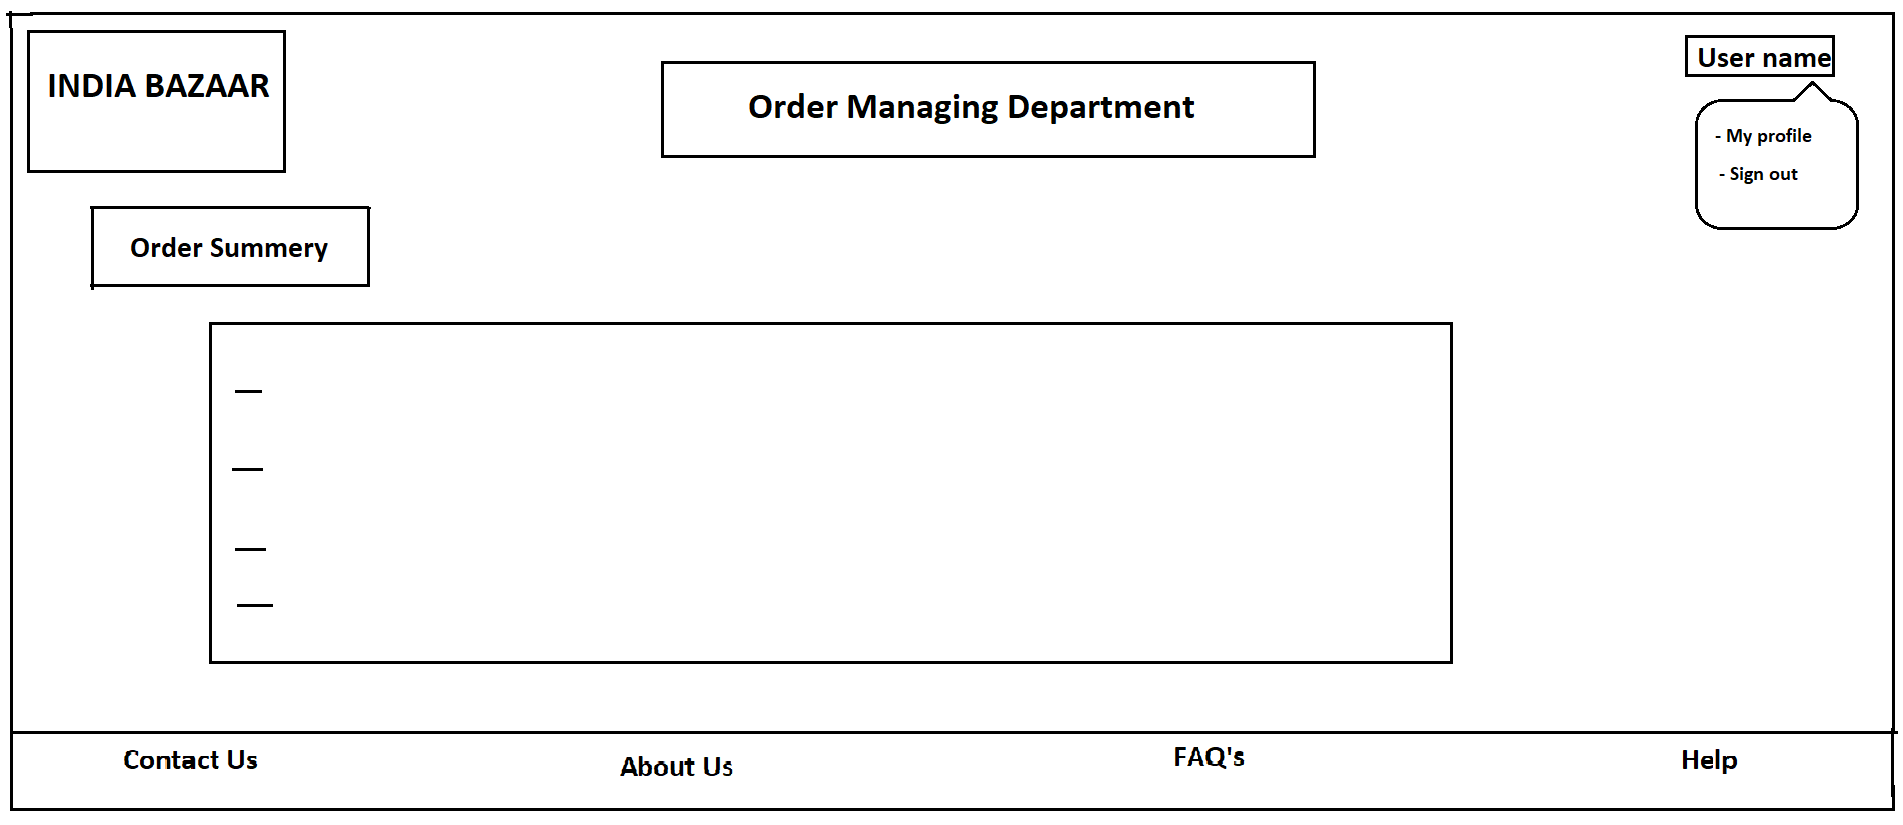 INDIA BAZAAR
Order Managing Department
User name
- My profile
- Sign out
Order Summery
Contact Us
About Us
FAQ's
Help